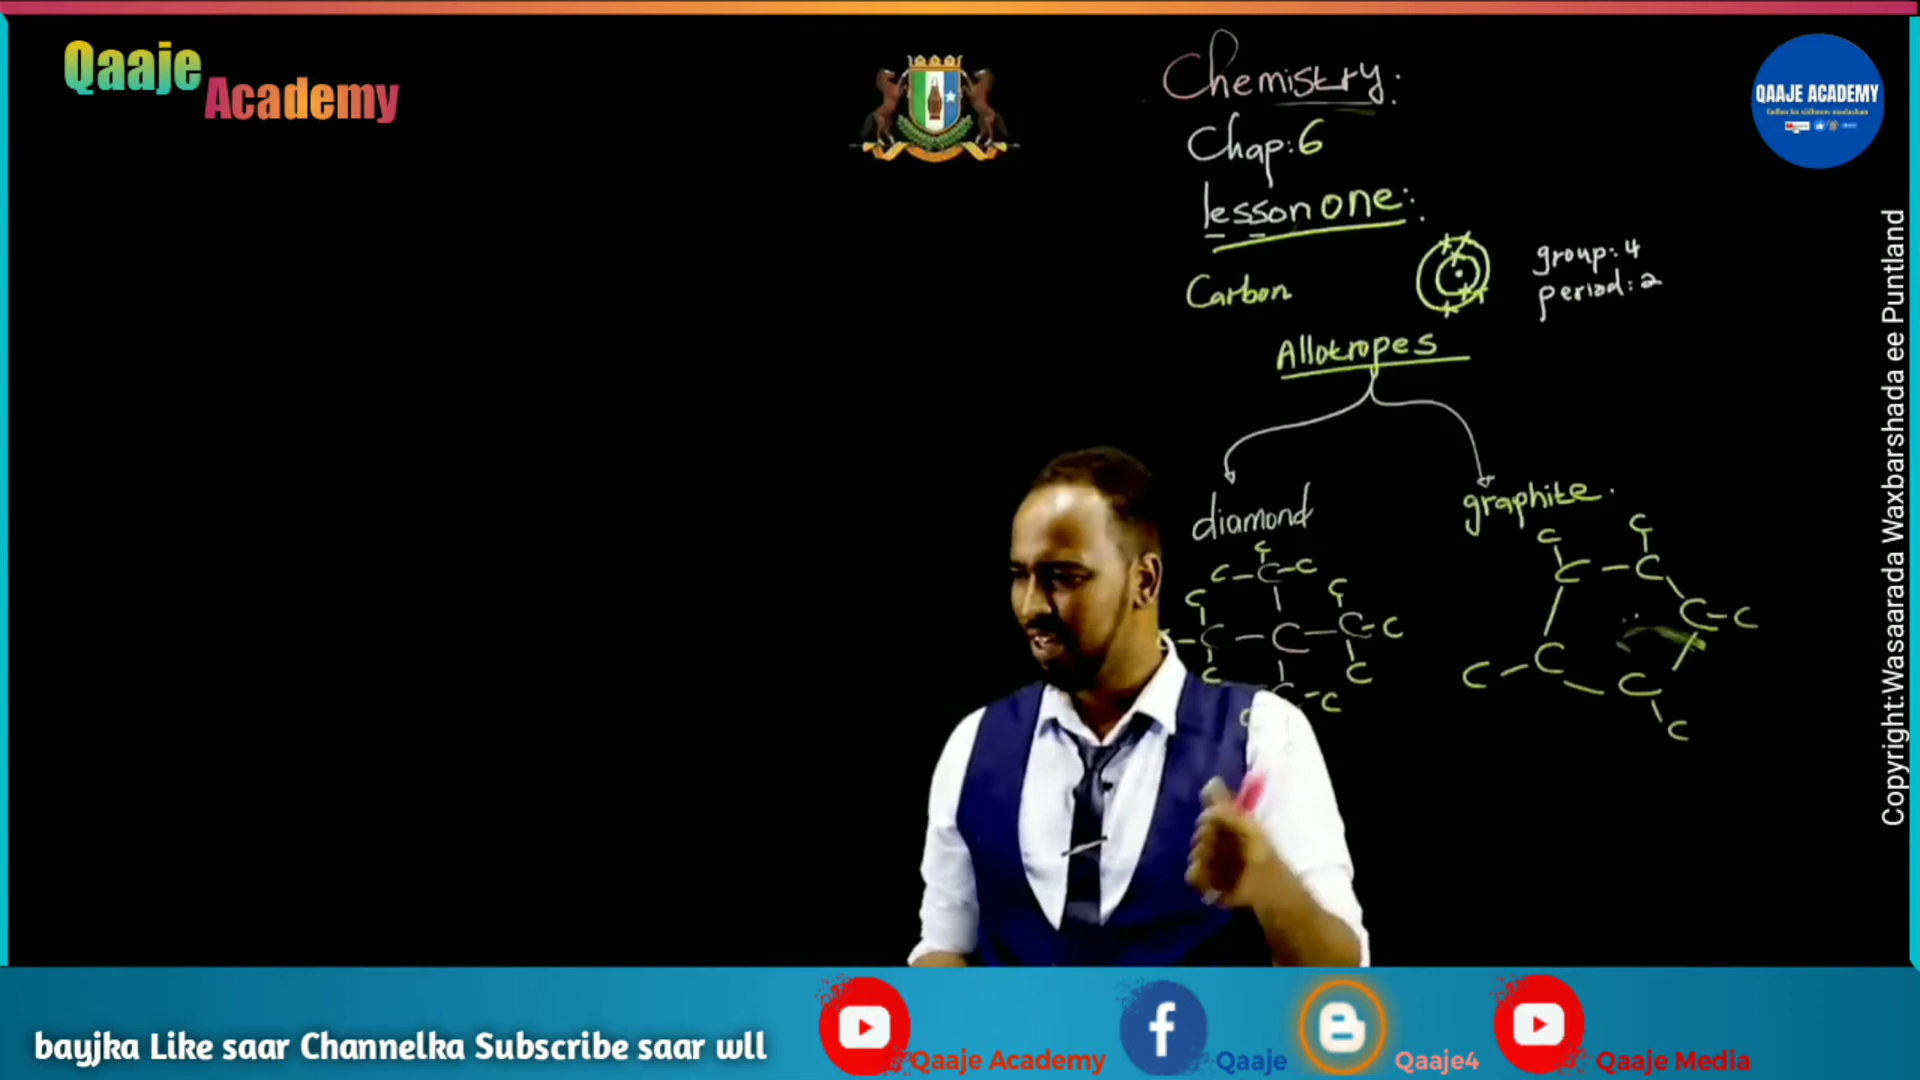 Qaaje
Academy
Chemistry:
Chap:6
lesson one:
Carbon
group: 4
period: 2
Allotropes
diamond
graphite.
C
C–C–C
C
C
C
C–C–C–C
C
C
C
C
C
C
C
C – C
C–C
C – C
C
C
QAAJE ACADEMY
Copyright:Wasaarada Waxbarshada ee Puntland
bayjka Like saar Channelka Subscribe saar wll
Qaaje Academy
Qaaje
Qaaje4
Qaaje Media